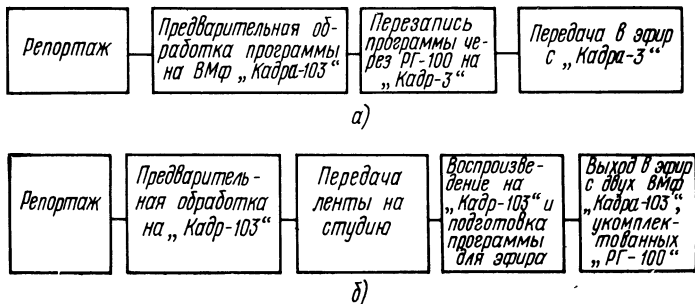 Репортаж
Предварительная об-
работка программы
на ВМф „Кадра-103“
Перезапись
программы че-
рез РГ-100 на
„Кадр-3“
Передача в эфир
с „Кадра-3“
а)
Репортаж
Предваритель-
ная обработка
на „Кадр-103“
Передача
ленты на
студию
Воспроизве-
дение на
„Кадр-103“ и
подготовка
программы
для эфира
Выход в эфир
с двух ВМф
„Кадра-103“,
укомплек-
тованных
„РГ-100“
б)